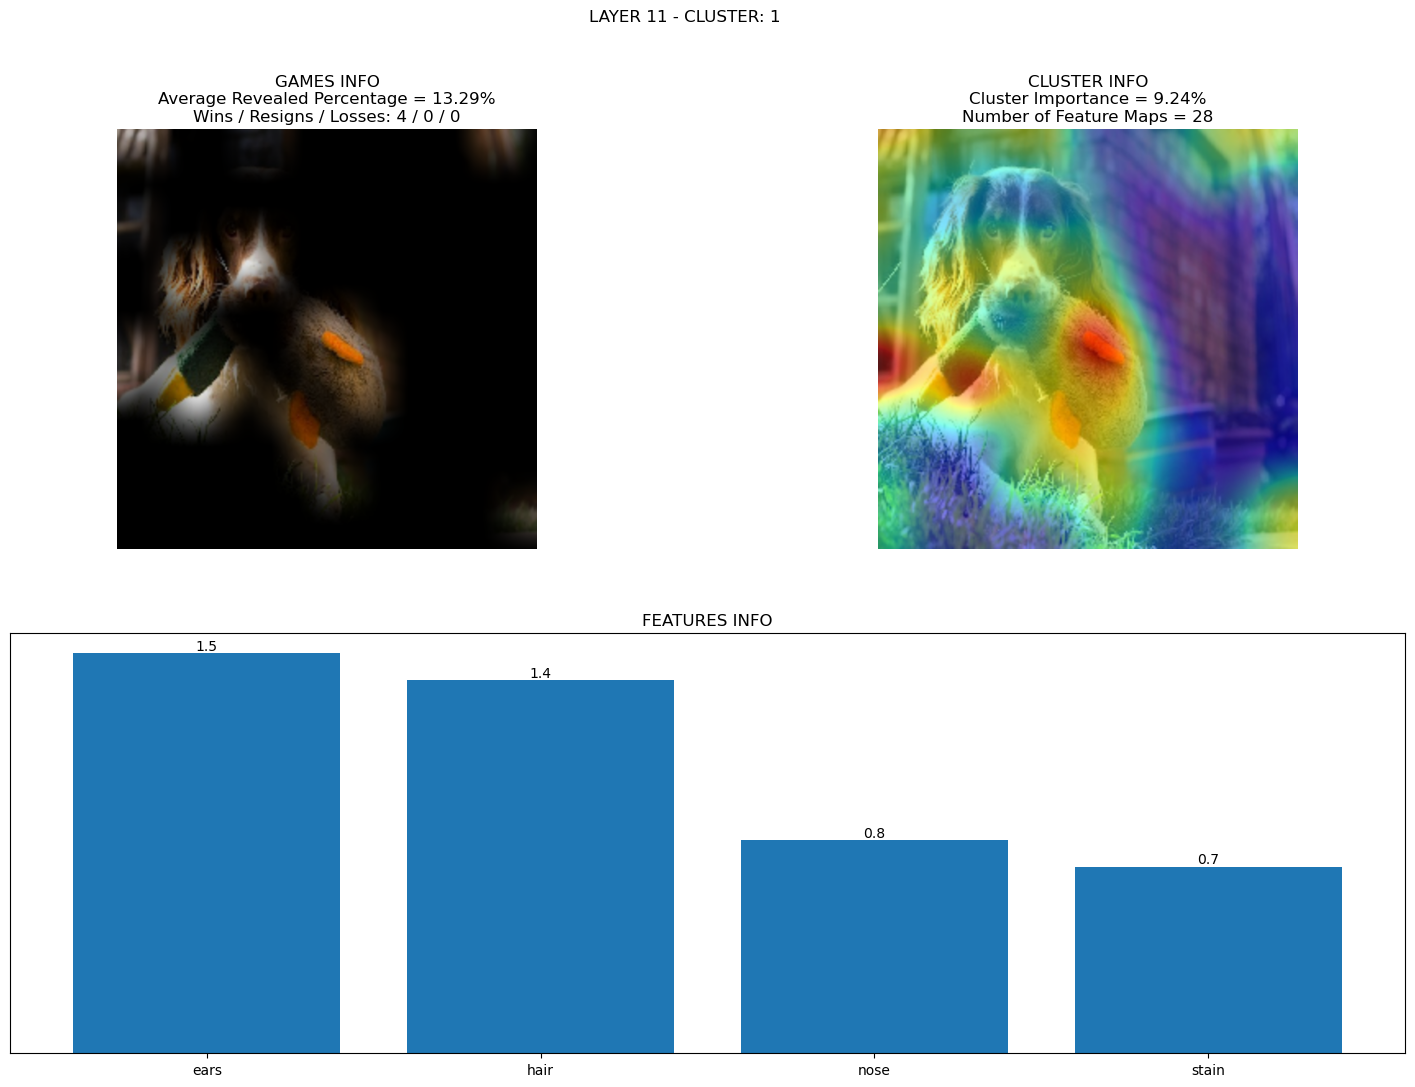 LAYER 11 - CLUSTER: 1
GAMES INFO
Average Revealed Percentage = 13.29%
Wins / Resigns / Losses: 4 / 0 / 0
CLUSTER INFO
Cluster Importance = 9.24%
Number of Feature Maps = 28
FEATURES INFO
1.5
1.4
0.8
0.7
ears
hair
nose
stain